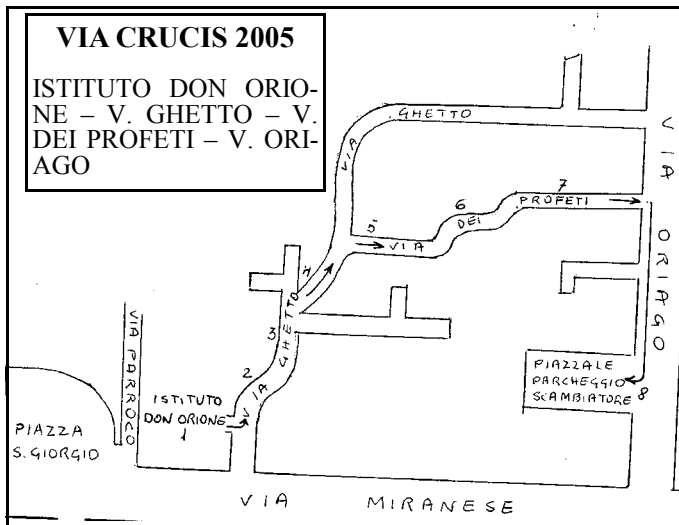 VIA CRUCIS 2005
ISTITUTO DON ORIO-
NE – V. GHETTO – V.
DEI PROFETI – V. ORI-
AGO
VIA GHETTO
VIA ORIAGO
7
PROFETI
6
DEI
5
VIA
4
3
VIA GHETTO
2
VIA PARROCO
ISTITUTO
DON ORIONE
1
PIAZZA
S. GIORGIO
PIAZZALE
PARCHEGGIO
SCAMBIATORE 8
VIA MIRANESE